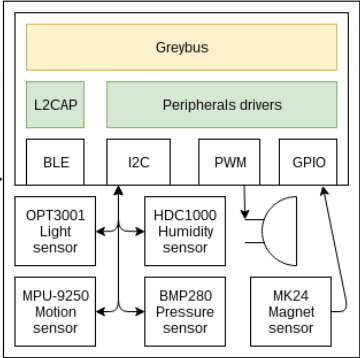 Greybus
L2CAP
Peripherals drivers
BLE
I2C
PWM
GPIO
OPT3001
Light
sensor
HDC1000
Humidity
sensor
MPU-9250
Motion
sensor
BMP280
Pressure
sensor
MK24
Magnet
sensor